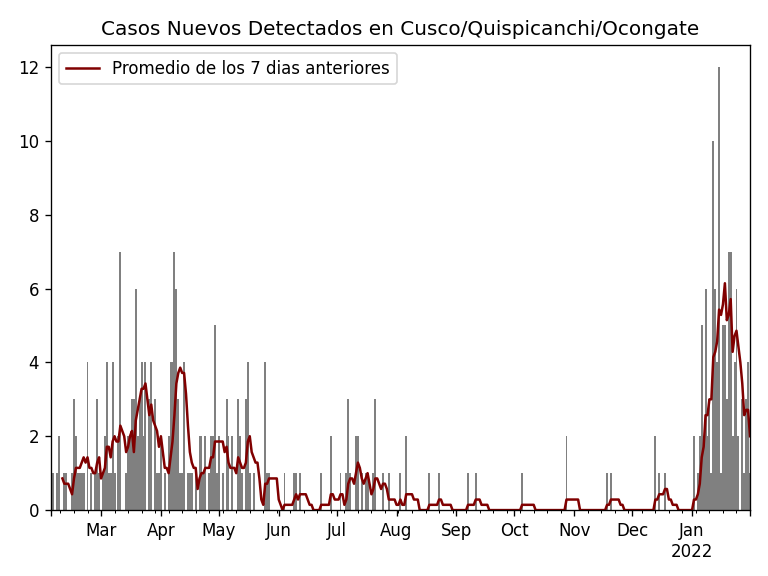 Casos Nuevos Detectados en Cusco/Quispicanchi/Ocongate
Promedio de los 7 dias anteriores
12
10
8
6
4
2
0
Mar Apr May Jun Jul Aug Sep Oct Nov Dec Jan
2022